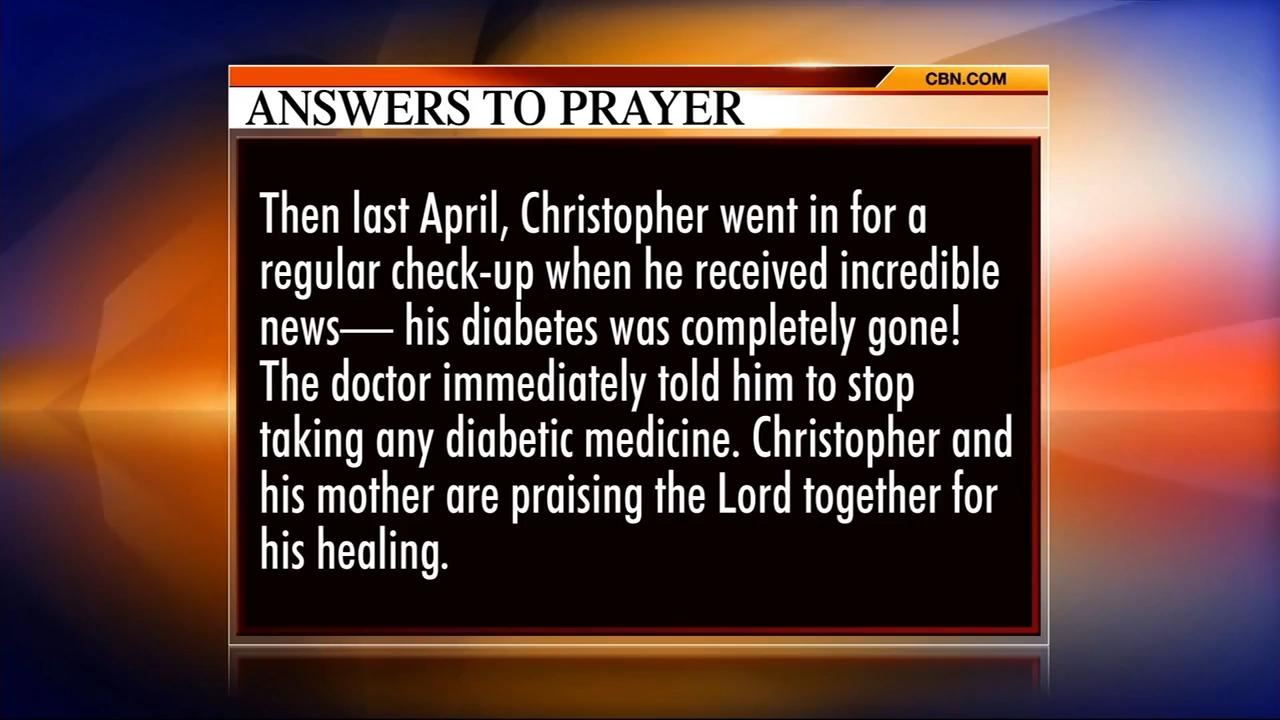 CBN.COM
ANSWERS TO PRAYER
Then last April, Christopher went in for a
regular check-up when he received incredible
news— his diabetes was completely gone!
The doctor immediately told him to stop
taking any diabetic medicine. Christopher and
his mother are praising the Lord together for
his healing.